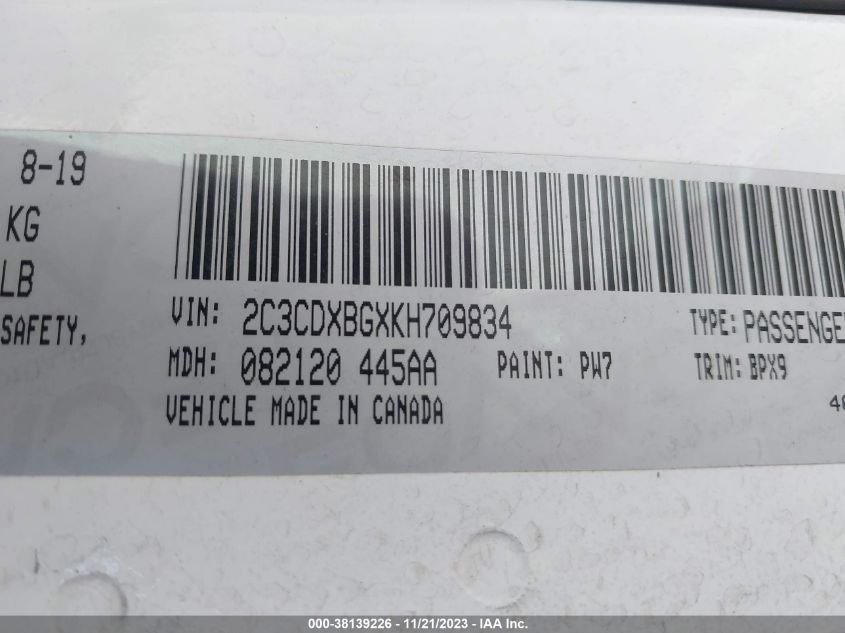 8-19
KG
LB
SAFETY,
VIN: 2C3CDXBGXKH709834 TYPE: PASSENGE
MDH: 082120 445AA PAINT: PW7 TRIM: BPX9
VEHICLE MADE IN CANADA
000-38139226 - 11/21/2023 - IAA Inc.